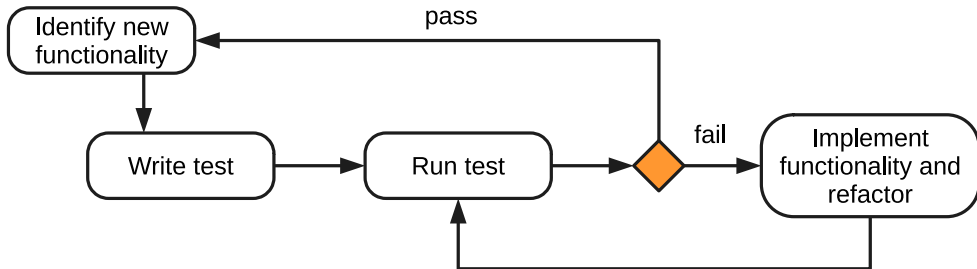 Identify new
functionality
pass
Write test
Run test
fail
Implement
functionality and
refactor